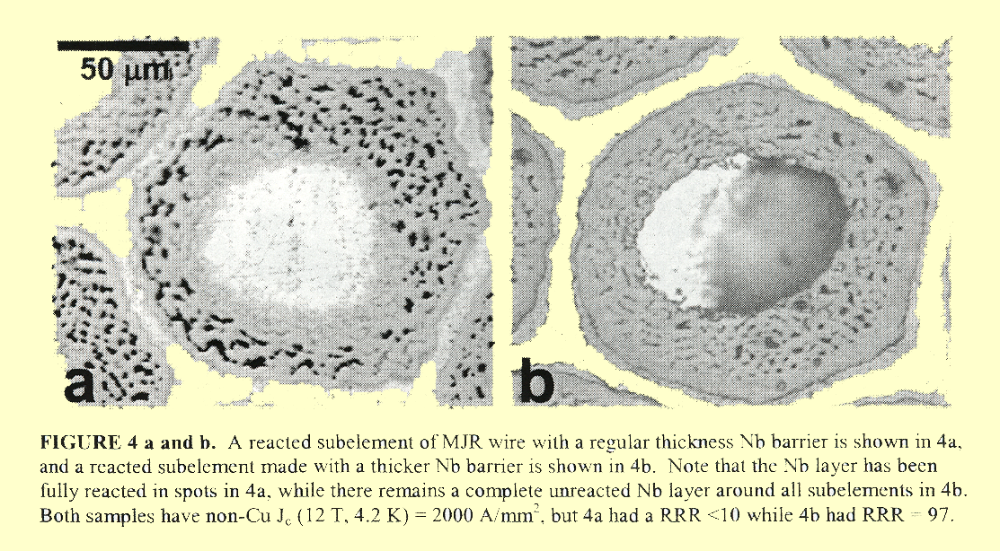 50 µm
a
b
FIGURE 4 a and b. A reacted subelement of MJR wire with a regular thickness Nb barrier is shown in 4a,
and a reacted subelement made with a thicker Nb barrier is shown in 4b. Note that the Nb layer has been
fully reacted in spots in 4a, while there remains a complete unreacted Nb layer around all subelements in 4b.
Both samples have non-Cu Jc (12 T, 4.2 K) = 2000 A/mm², but 4a had a RRR <10 while 4b had RRR = 97.